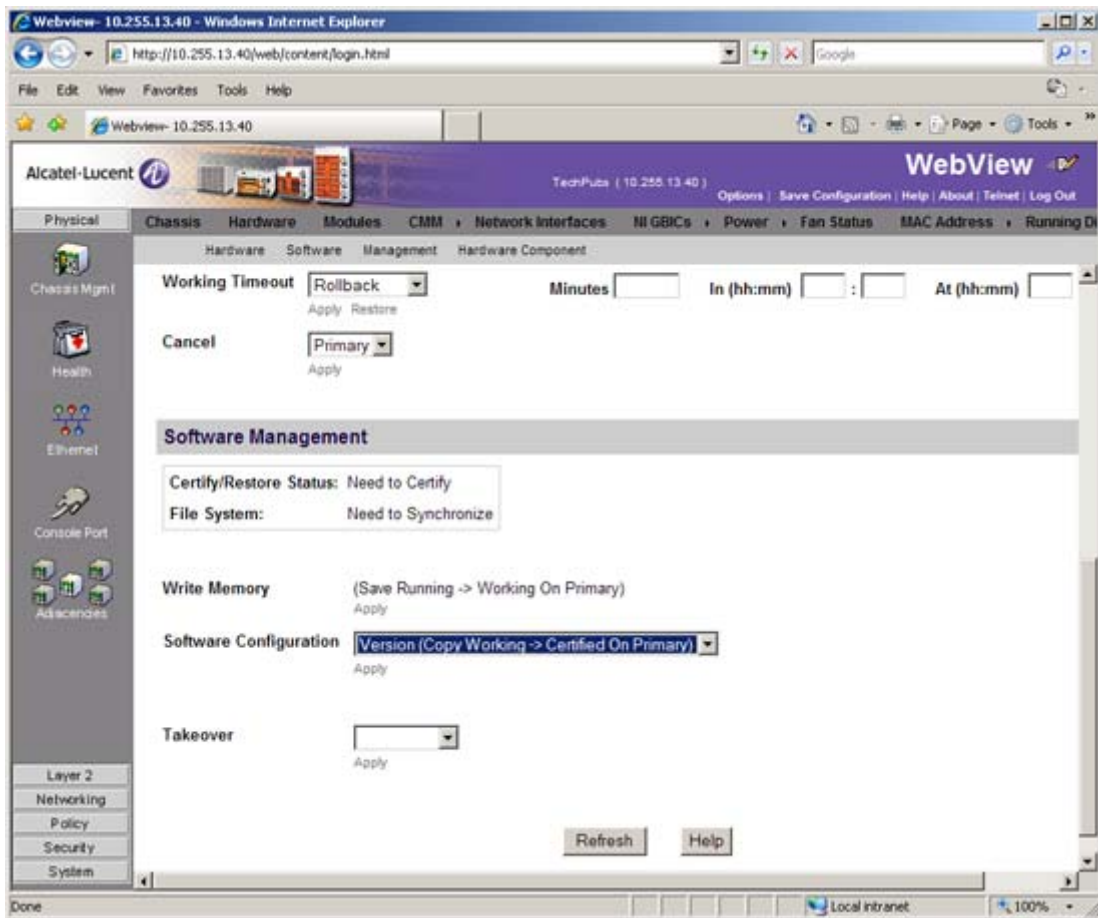 Webview- 10.255.13.40 - Windows Internet Explorer
http://10.255.13.40/web/content/login.html
Google
File Edit View Favorites Tools Help
Webview- 10.255.13.40
Page Tools
Alcatel-Lucent
WebView
TechPubs ( 10.255.13.40 )
Options | Save Configuration | Help | About | Telnet | Log Out
Physical
Chassis Hardware Modules CMM Network Interfaces NI GBICs Power Fan Status MAC Address Running Di
Hardware Software Management Hardware Component
Chassis Mgmt
Health
Ethernet
Console Port
Adjacencies
Working Timeout Rollback Minutes In (hh:mm) : At (hh:mm)
Apply Restore
Cancel Primary
Apply
Software Management
Certify/Restore Status: Need to Certify
File System: Need to Synchronize
Write Memory (Save Running -> Working On Primary)
Apply
Software Configuration Version (Copy Working -> Certified On Primary)
Apply
Takeover
Apply
Layer 2
Networking
Policy
Security
System
Refresh Help
Done Local intranet 100%